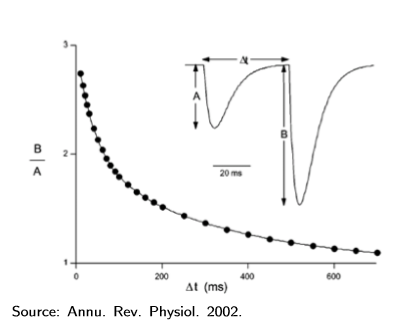 3
2
1
B
A
0
200
400
600
Δt (ms)
Δt
A
B
20 ms
Source: Annu. Rev. Physiol. 2002.